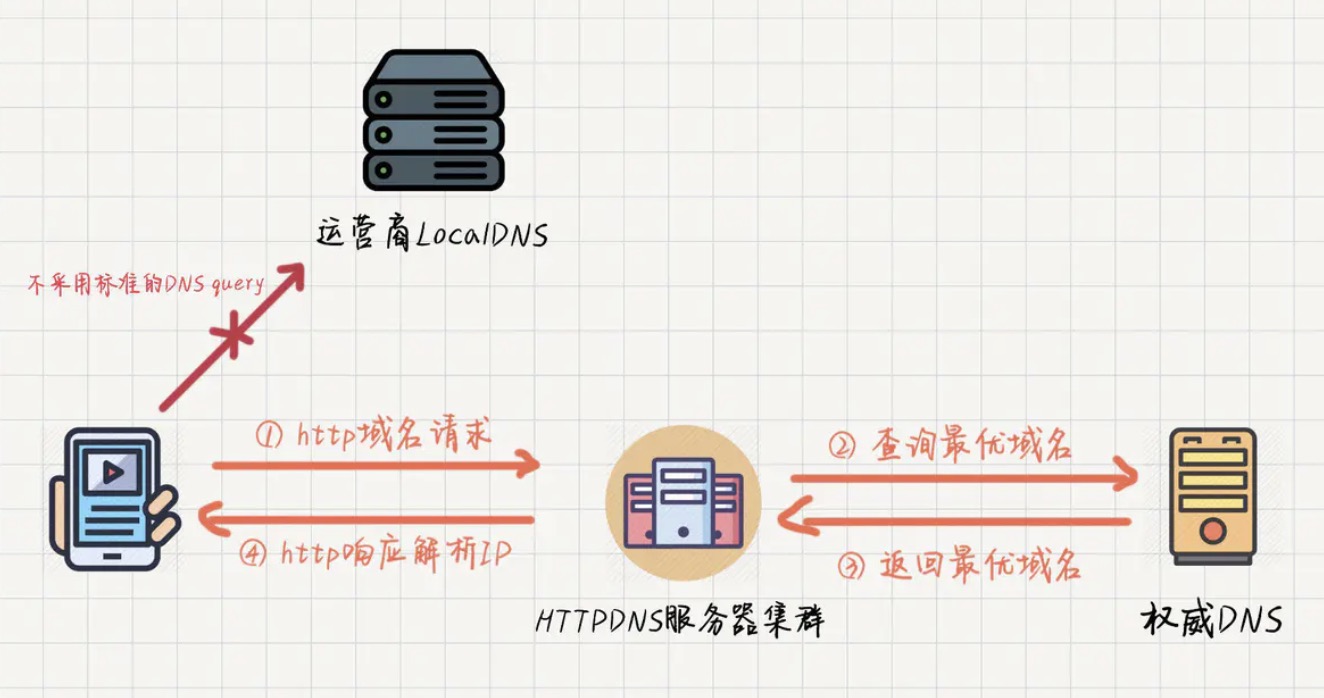 运营商LocalDNS
不采用标准的DNS query
① http域名请求
② 查询最优域名
④ http响应解析IP
③ 返回最优域名
HTTPDNS服务器集群
权威DNS